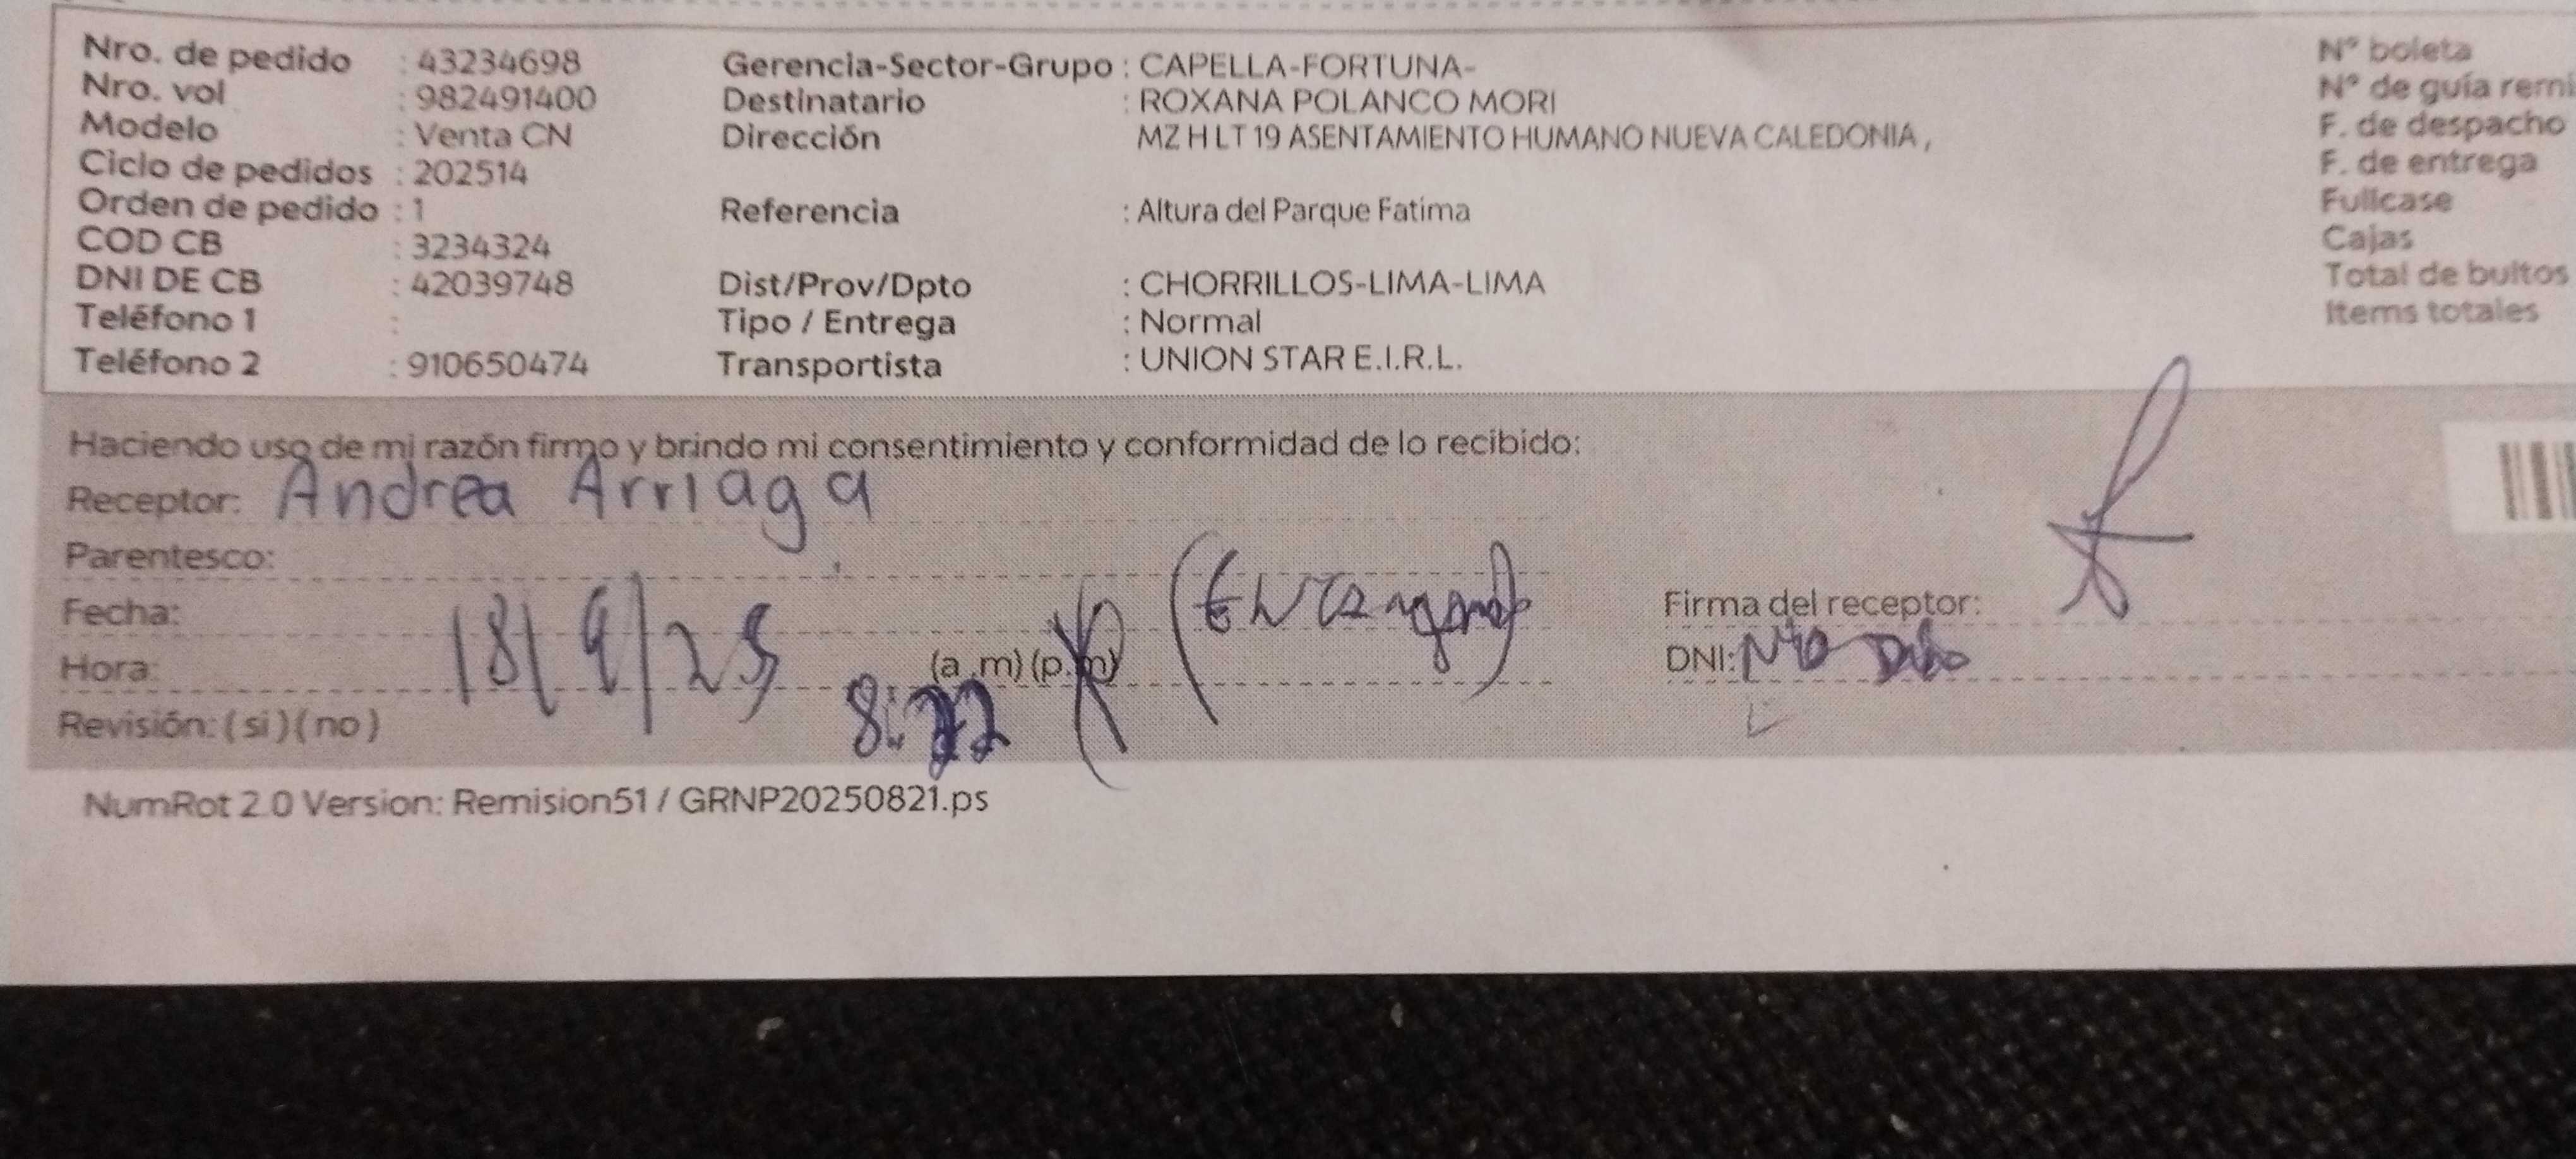 Nro. de pedido : 43234698 Gerencia-Sector-Grupo : CAPELLA-FORTUNA- N° boleta
Nro. vol : 982491400 Destinatario : ROXANA POLANCO MORI N° de guía remi
Modelo : Venta CN Dirección MZ H LT 19 ASENTAMIENTO HUMANO NUEVA CALEDONIA , F. de despacho
Ciclo de pedidos : 202514 F. de entrega
Orden de pedido : 1 Referencia : Altura del Parque Fatima Fullcase
COD CB : 3234324 Cajas
DNI DE CB : 42039748 Dist/Prov/Dpto : CHORRILLOS-LIMA-LIMA Total de bultos
Teléfono 1 : Tipo / Entrega : Normal Items totales
Teléfono 2 : 910650474 Transportista : UNION STAR E.I.R.L.
Haciendo uso de mi razón firmo y brindo mi consentimiento y conformidad de lo recibido:
Receptor: Andrea Arriaga
Parentesco:
Fecha: 18/9/25 Firma del receptor:
Hora: (a.m) (p.m) DNI:
Revisión: ( si ) ( no )
NumRot 2.0 Version: Remision51 / GRNP20250821.ps